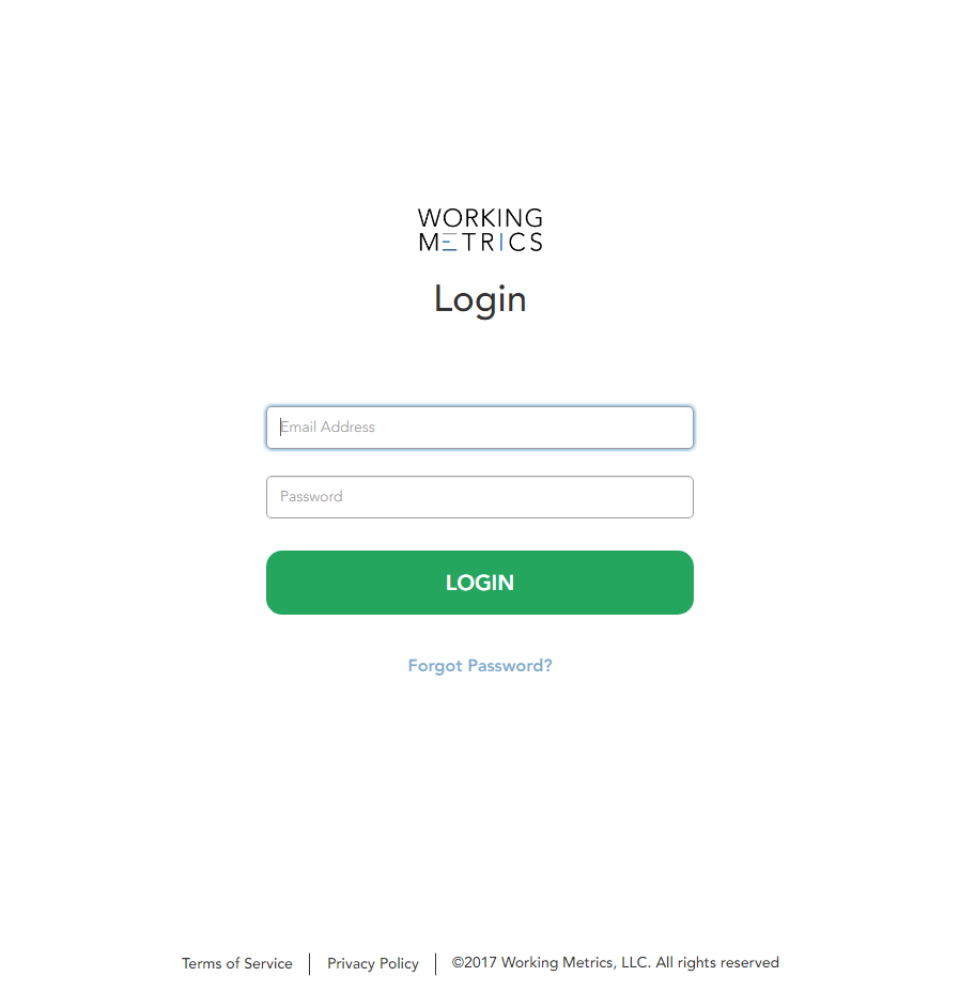 WORKING
METRICS
Login
Email Address
Password
LOGIN
Forgot Password?
Terms of Service | Privacy Policy | ©2017 Working Metrics, LLC. All rights reserved